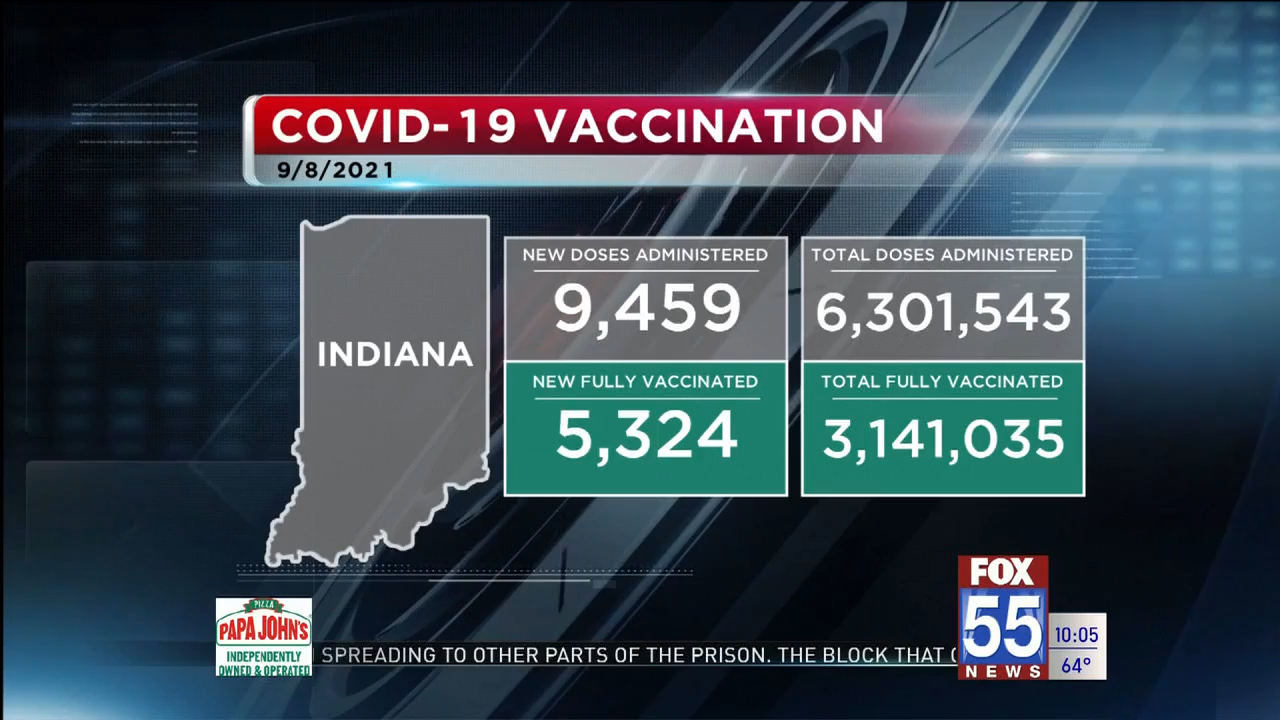 COVID-19 VACCINATION
9/8/2021
INDIANA
NEW DOSES ADMINISTERED
9,459
TOTAL DOSES ADMINISTERED
6,301,543
NEW FULLY VACCINATED
5,324
TOTAL FULLY VACCINATED
3,141,035
PIZZA
PAPA JOHN'S
INDEPENDENTLY
OWNED & OPERATED
SPREADING TO OTHER PARTS OF THE PRISON. THE BLOCK THAT
FOX
55
NEWS
10:05
64°